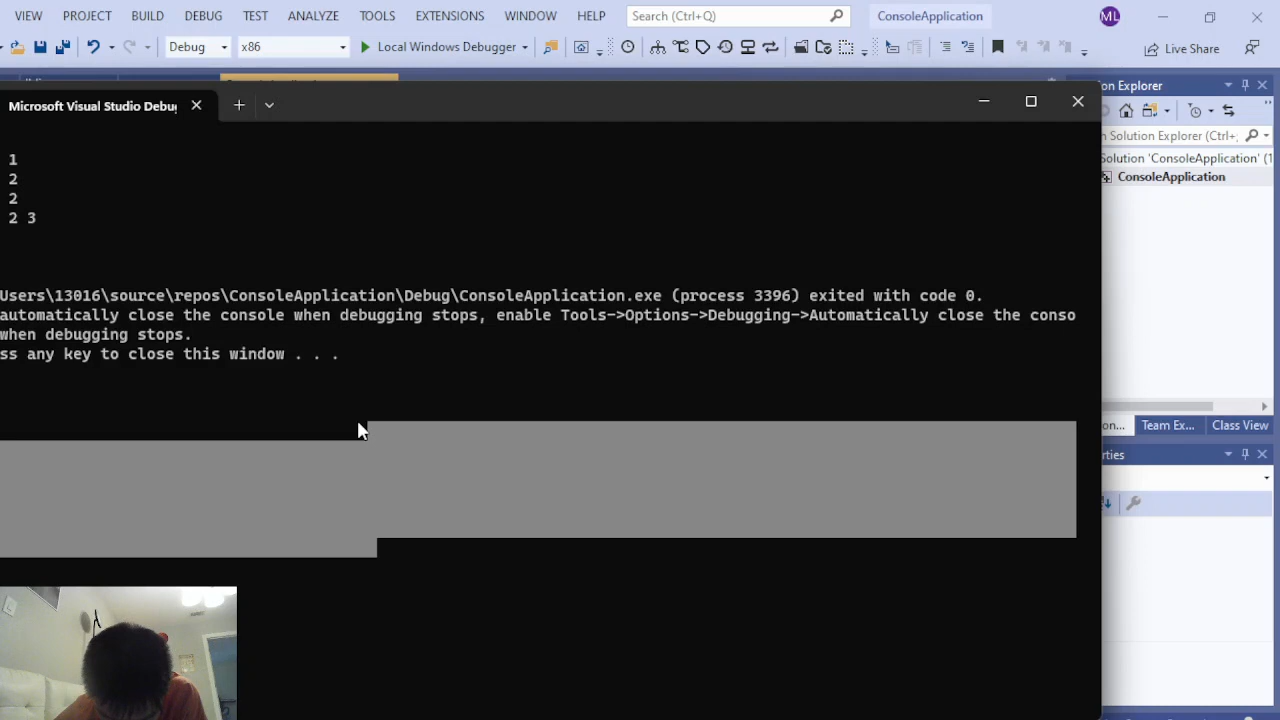 VIEW PROJECT BUILD DEBUG TEST ANALYZE TOOLS EXTENSIONS WINDOW HELP Search (Ctrl+Q) ConsoleApplication ML
Debug x86 Local Windows Debugger Live Share
Microsoft Visual Studio Debug
on Explorer
h Solution Explorer (Ctrl+;
Solution 'ConsoleApplication' (1
ConsoleApplication
1
2
2
2 3
Users\13016\source\repos\ConsoleApplication\Debug\ConsoleApplication.exe (process 3396) exited with code 0.
automatically close the console when debugging stops, enable Tools->Options->Debugging->Automatically close the conso
when debugging stops.
ss any key to close this window . . .
on... Team Ex... Class View
erties